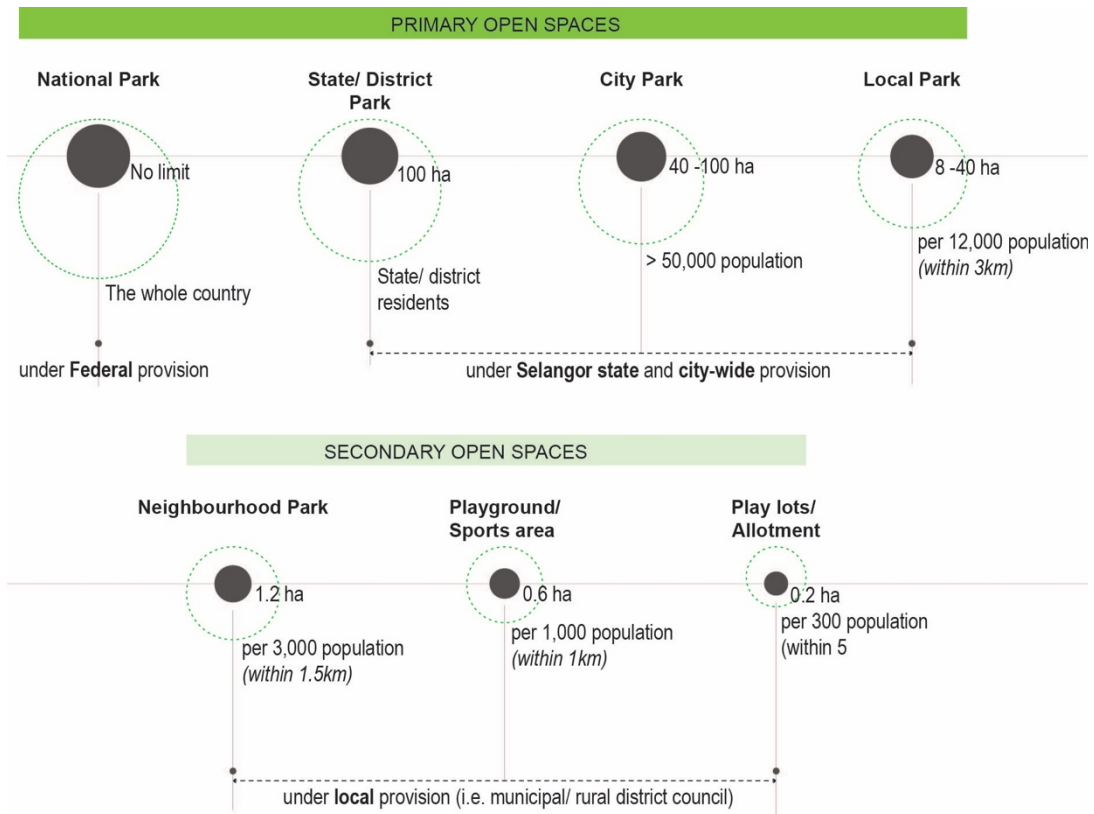 PRIMARY OPEN SPACES
National Park
No limit
The whole country
under Federal provision
State/ District
Park
100 ha
State/ district
residents
City Park
40 -100 ha
> 50,000 population
Local Park
8 -40 ha
per 12,000 population
(within 3km)
under Selangor state and city-wide provision
SECONDARY OPEN SPACES
Neighbourhood Park
1.2 ha
per 3,000 population
(within 1.5km)
Playground/
Sports area
0.6 ha
per 1,000 population
(within 1km)
Play lots/
Allotment
0.2 ha
per 300 population
(within 5
under local provision (i.e. municipal/ rural district council)